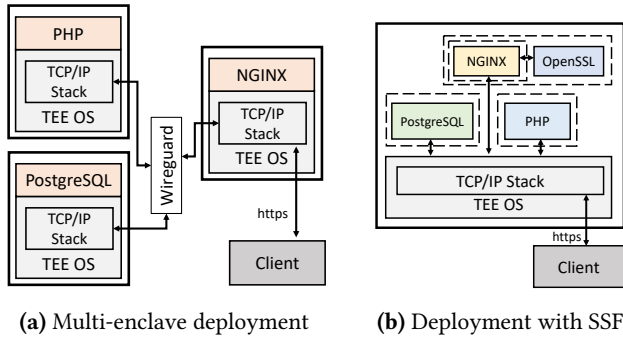 PHP
TCP/IP
Stack
TEE OS
PostgreSQL
TCP/IP
Stack
TEE OS
Wireguard
NGINX
TCP/IP
Stack
TEE OS
https
Client
(a) Multi-enclave deployment
NGINX
OpenSSL
PostgreSQL
PHP
TCP/IP Stack
TEE OS
https
Client
(b) Deployment with SSF